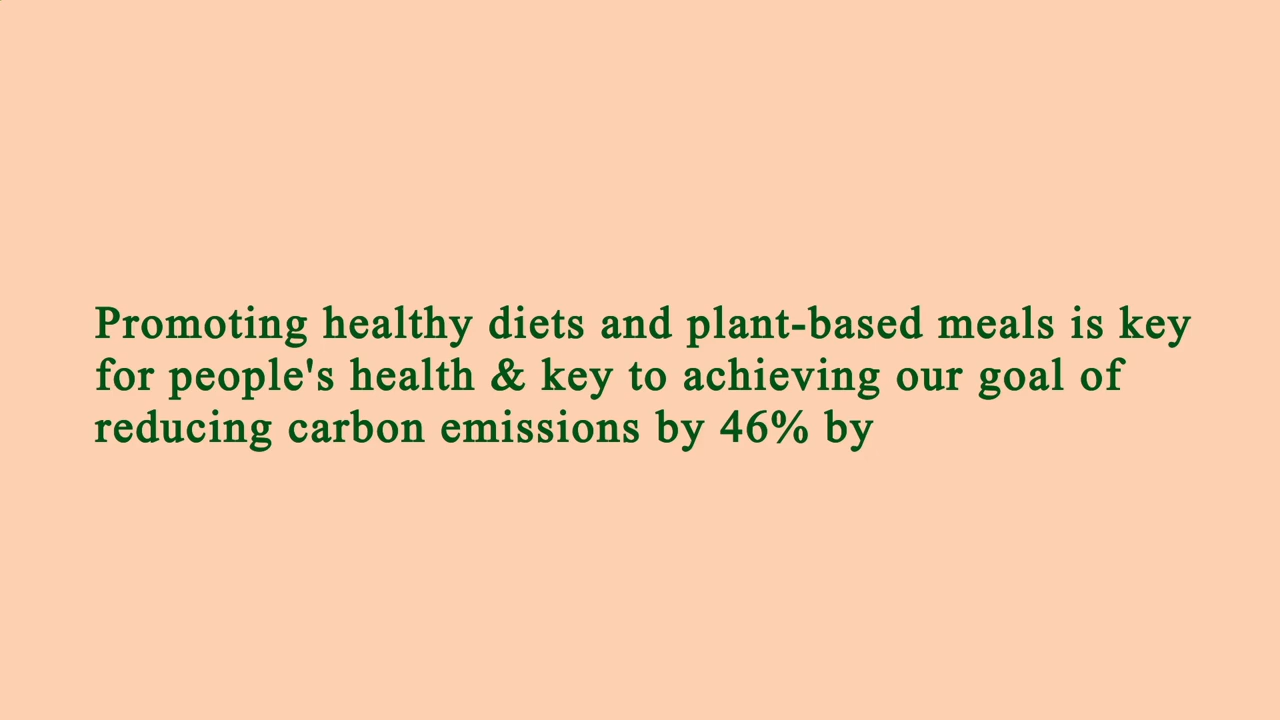 Promoting healthy diets and plant-based meals is key
for people's health & key to achieving our goal of
reducing carbon emissions by 46% by